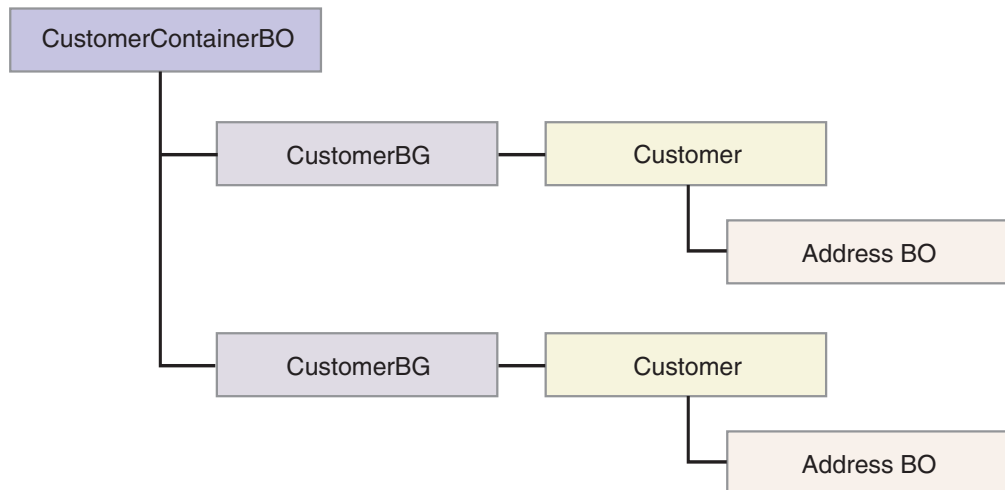 CustomerContainerBO
CustomerBG
Customer
Address BO
CustomerBG
Customer
Address BO